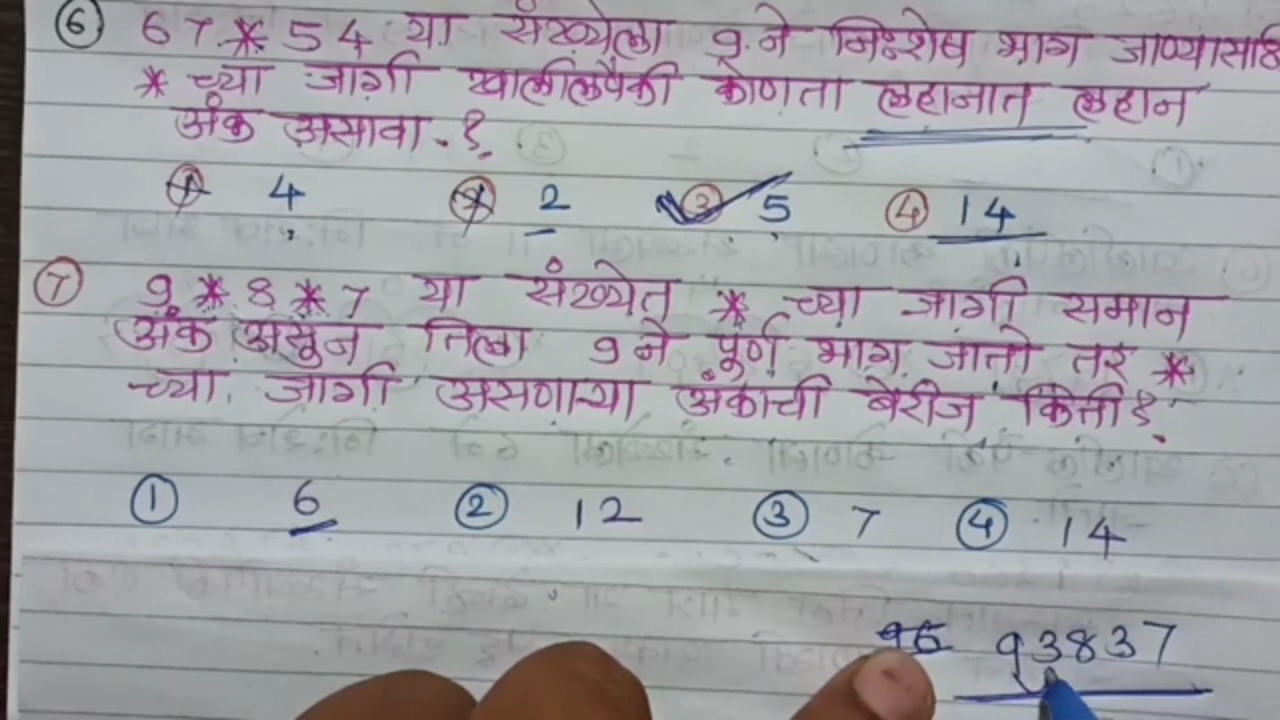 ⑥ 67*54 या संख्येला 9 ने निःशेष भाग जाण्यासाठि
* च्या जागी खालीलपैकी कोणता लहानात लहान
अंक असावा.?
① 4 ② 2 ③ 5 ④ 14
⑦ 9*8*7 या संख्येत * च्या जागी समान
अंक असून तिला 9 ने पूर्ण भाग जातो तर *
च्या जागी असणाऱ्या अंकाची बेरीज किती?
① 6 ② 12 ③ 7 ④ 14
93837